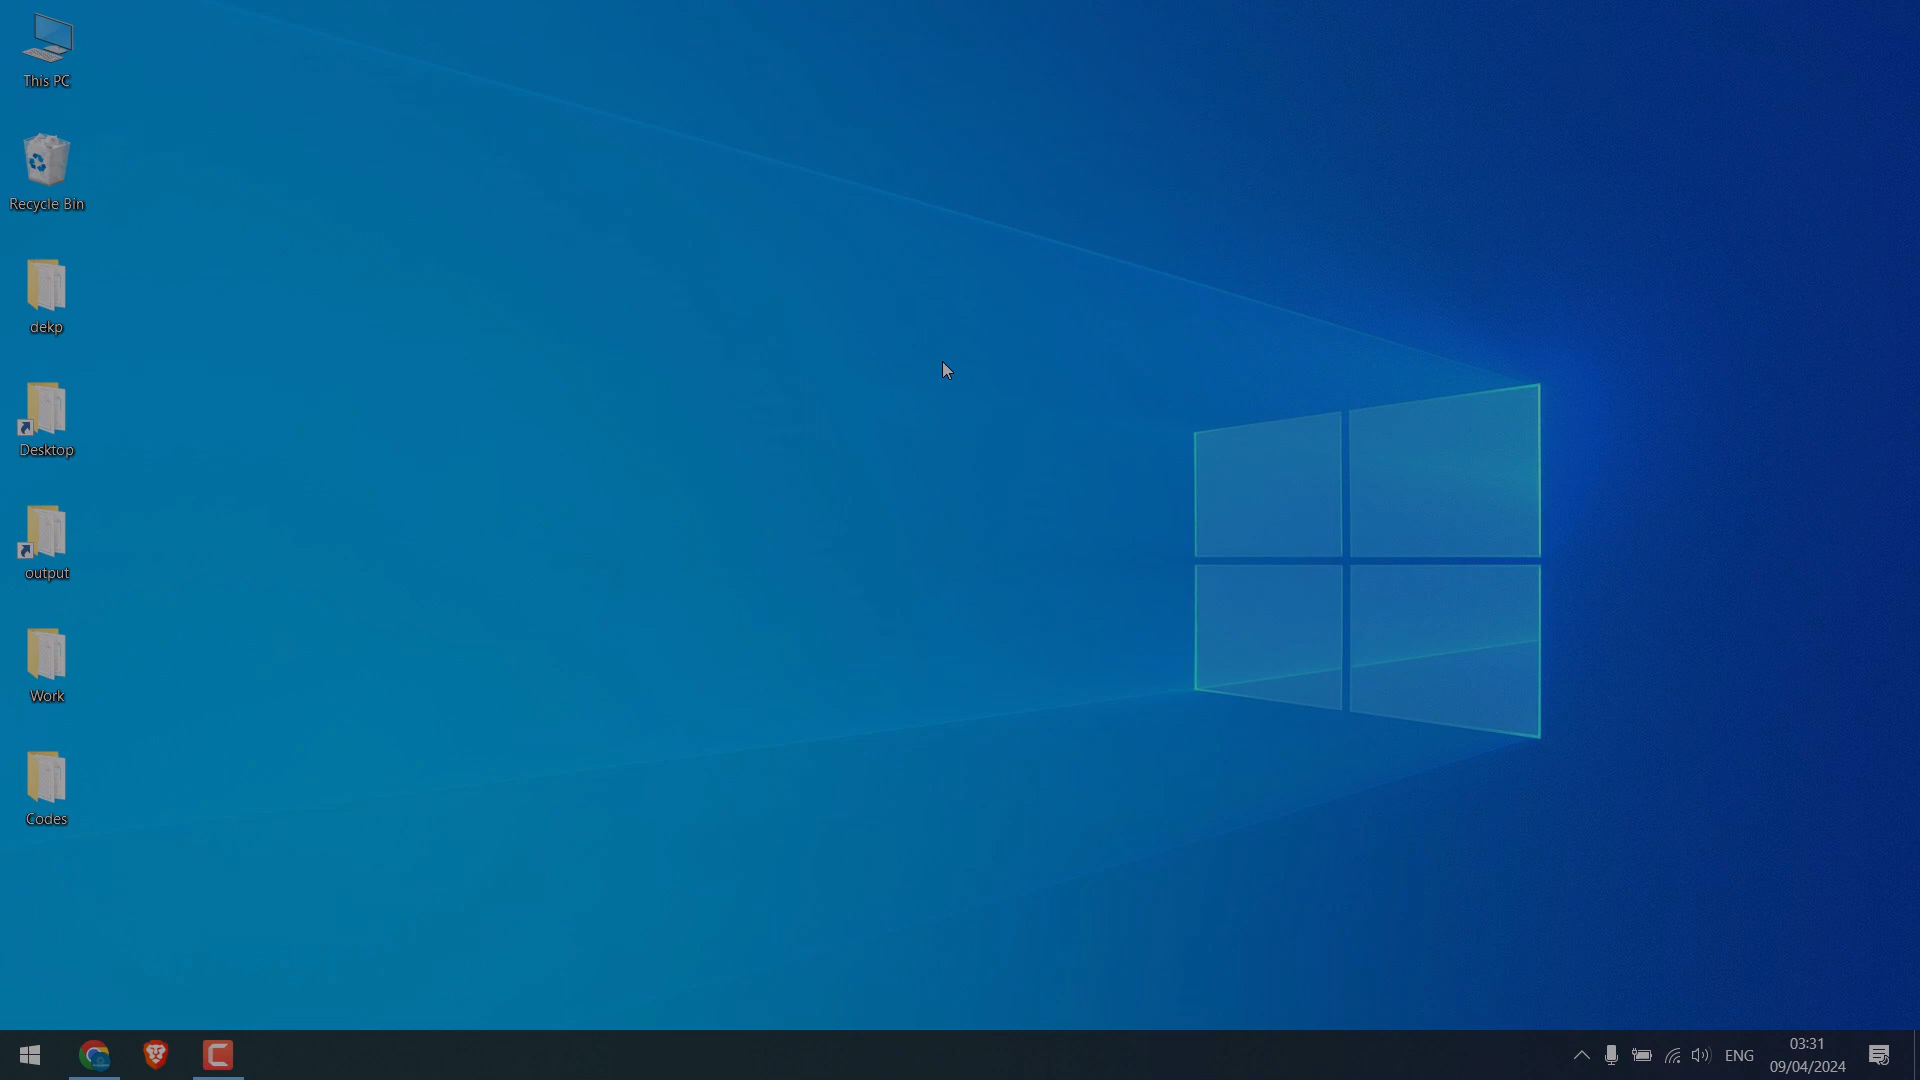 This PC
Recycle Bin
dekp
Desktop
output
Work
Codes
ENG
03:31
09/04/2024